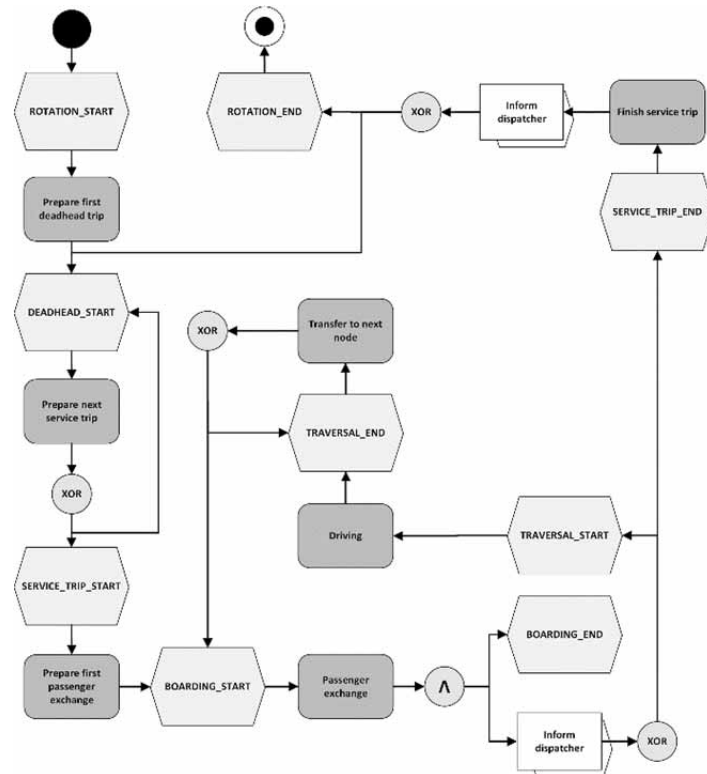 ROTATION_START
ROTATION_END
XOR
Inform
dispatcher
Finish service trip
Prepare first
deadhead trip
SERVICE_TRIP_END
DEADHEAD_START
XOR
Transfer to next
node
Prepare next
service trip
TRAVERSAL_END
XOR
Driving
TRAVERSAL_START
SERVICE_TRIP_START
BOARDING_END
Prepare first
passenger
exchange
BOARDING_START
Passenger
exchange
Λ
Inform
dispatcher
XOR